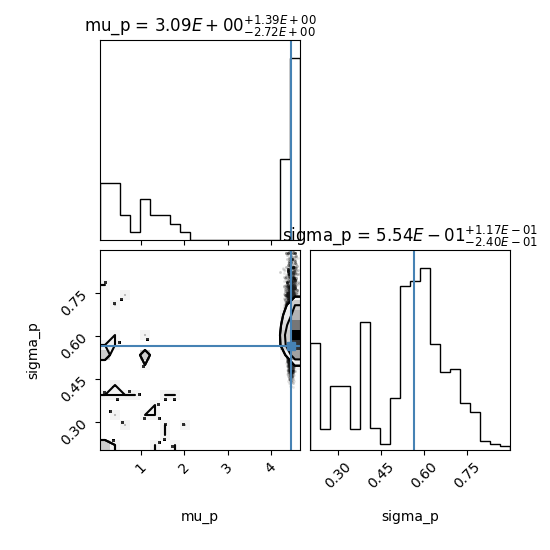 mu_p = 3.09E + 00+1.39E+00−2.72E+00
sigma_p = 5.54E − 01+1.17E−01−2.40E−01
0.75
0.60
0.45
0.30
sigma_p
1 2 3 4
0.30 0.45 0.60 0.75
mu_p sigma_p